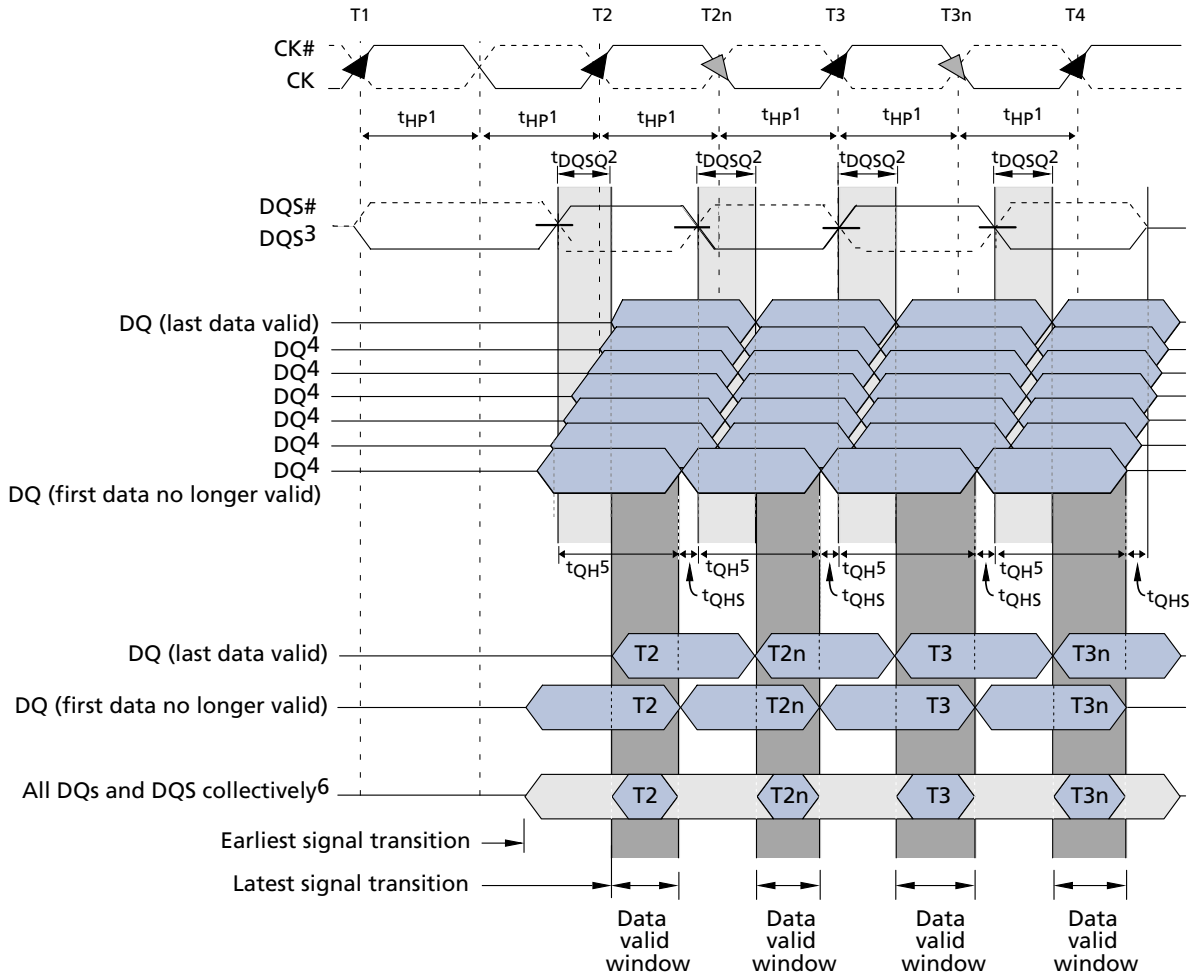 T1 T2 T2n T3 T3n T4
CK#
CK
tHP1 tHP1 tHP1 tHP1 tHP1 tHP1
tDQSQ2 tDQSQ2 tDQSQ2 tDQSQ2
DQS#
DQS3
DQ (last data valid)
DQ4
DQ4
DQ4
DQ4
DQ4
DQ4
DQ (first data no longer valid)
tQH5 tQH5 tQH5 tQH5
tQHS tQHS tQHS tQHS
DQ (last data valid) T2 T2n T3 T3n
DQ (first data no longer valid) T2 T2n T3 T3n
All DQs and DQS collectively6 T2 T2n T3 T3n
Earliest signal transition
Latest signal transition
Data Data Data Data
valid valid valid valid
window window window window